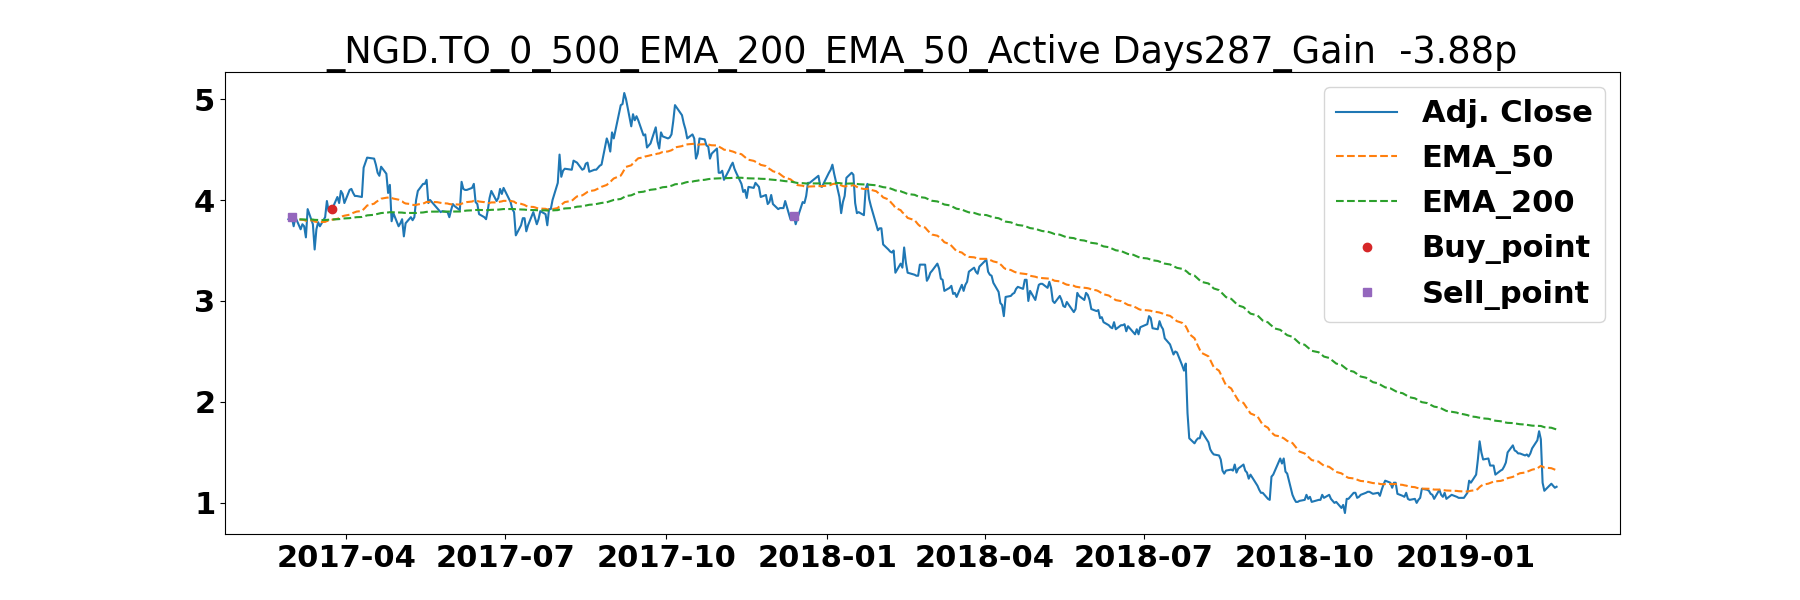 _NGD.TO_0_500_EMA_200_EMA_50_Active Days287_Gain  -3.88p
5
4
3
2
1
Adj. Close
EMA_50
EMA_200
Buy_point
Sell_point
2017-04 2017-07 2017-10 2018-01 2018-04 2018-07 2018-10 2019-01